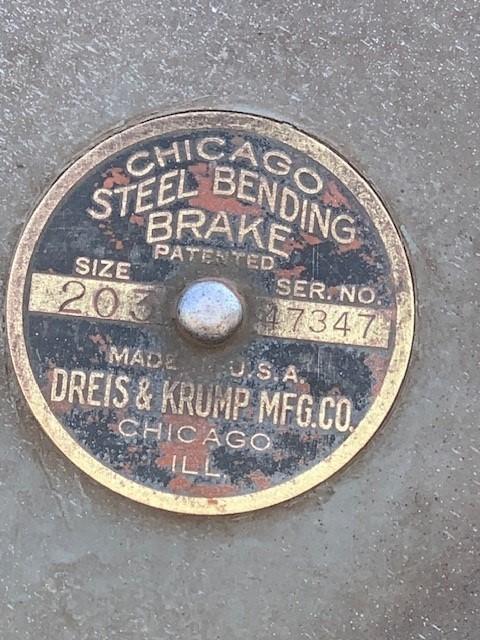 CHICAGO
STEEL BENDING
BRAKE
PATENTED
SIZE SER. NO.
203 47347
MADE U.S.A.
DREIS & KRUMP MFG.CO.
CHICAGO
ILL.